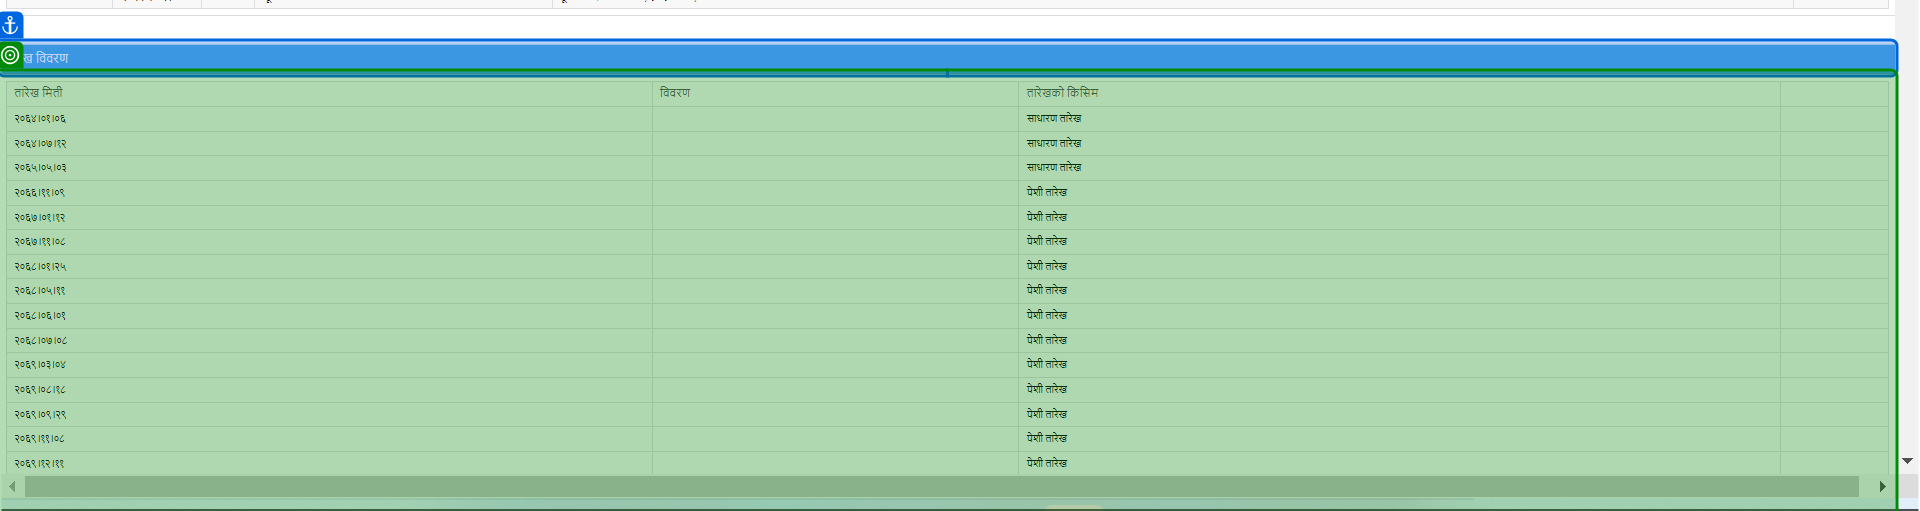 ख विवरण
तारेख मिती विवरण तारेखको किसिम
२०६४।०१।०६ साधारण तारेख
२०६४।०७।१२ साधारण तारेख
२०६५।०५।०३ साधारण तारेख
२०६६।११।०९ पेशी तारेख
२०६७।०१।१२ पेशी तारेख
२०६७।११।०८ पेशी तारेख
२०६८।०१।२५ पेशी तारेख
२०६८।०५।११ पेशी तारेख
२०६८।०६।०१ पेशी तारेख
२०६८।०७।०८ पेशी तारेख
२०६९।०३।०४ पेशी तारेख
२०६९।०८।१८ पेशी तारेख
२०६९।०९।२९ पेशी तारेख
२०६९।११।०८ पेशी तारेख
२०६९।१२।११ पेशी तारेख